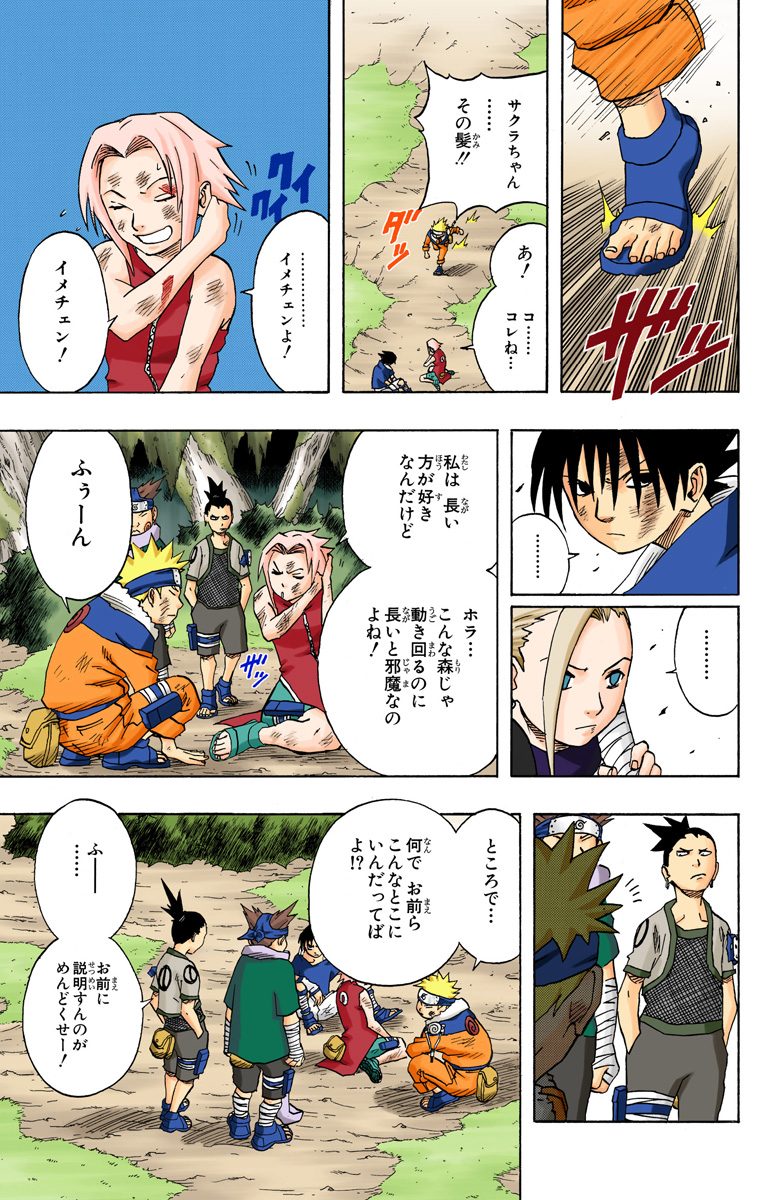 ザザッ
サクラちゃん
……
その髪!!
ダッ
あ!
コ……
コレね…
クイ
クイ
………
イメチェンよ!
イメチェン!
………
………
私は 長い
方が好き
なんだけど
ホラ…
こんな森じゃ
動き回るのに
長いと邪魔なの
よね!
ザッ
ふぅーん
ところで…
何で お前ら
こんなとこに
いんだってば
よ!?
ふー
……
お前に
説明すんのが
めんどくせー!